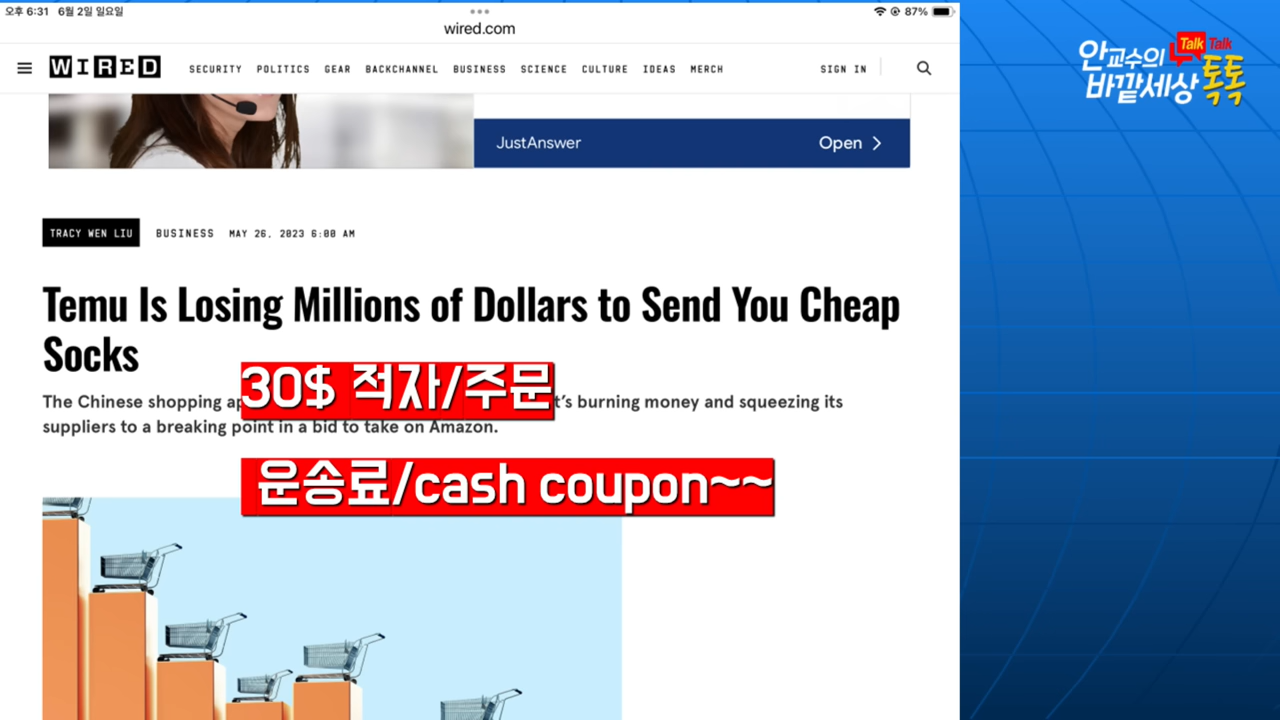 오후 6:31 6월 2일 일요일
87%
wired.com
WIRED
SECURITY POLITICS GEAR BACKCHANNEL BUSINESS SCIENCE CULTURE IDEAS MERCH
SIGN IN
안교수의
Talk Talk
바깥세상 톡톡
JustAnswer
Open
TRACY WEN LIU BUSINESS MAY 26, 2023 6:00 AM
Temu Is Losing Millions of Dollars to Send You Cheap
Socks
30$ 적자/주문
The Chinese shopping t's burning money and squeezing its
suppliers to a breaking point in a bid to take on Amazon.
운송료/cash coupon~~